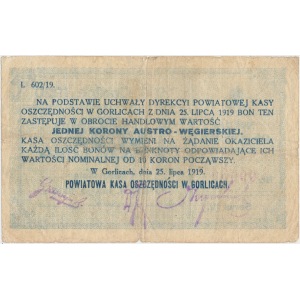 L. 602/19.
NA PODSTAWIE UCHWAŁY DYREKCYI POWIATOWEJ KASY
OSZCZĘDNOŚCI W GORLICACH Z DNIA 25. LIPCA 1919 BON TEN
ZASTĘPUJE W OBROCIE HANDLOWYM WARTOŚĆ
JEDNEJ KORONY AUSTRO-WĘGIERSKIEJ.
KASA OSZCZĘDNOŚCI WYMIENI NA ŻĄDANIE OKAZICIELA
KAŻDĄ ILOŚĆ BONÓW NA BANKNOTY ODPOWIADAJĄCE ICH
WARTOŚCI NOMINALNEJ OD 10 KORON POCZĄWSZY.
W Gorlicach, dnia 25. lipca 1919.
POWIATOWA KASA OSZCZĘDNOŚCI W GORLICACH.